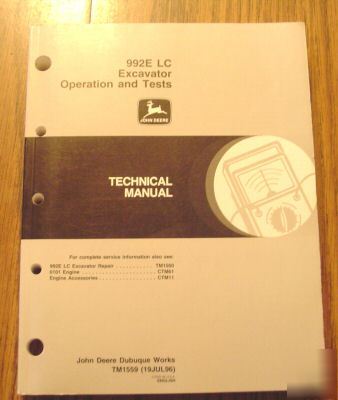 992E LC
Excavator
Operation and Tests
JOHN DEERE
TECHNICAL
MANUAL
For complete service information also see:
992E LC Excavator Repair . . . . . . . . . . . TM1560
6101 Engine . . . . . . . . . . . . . . . . . . . . . CTM61
Engine Accessories . . . . . . . . . . . . . . . . . CTM11
John Deere Dubuque Works
TM1559 (19JUL96)
ENGLISH